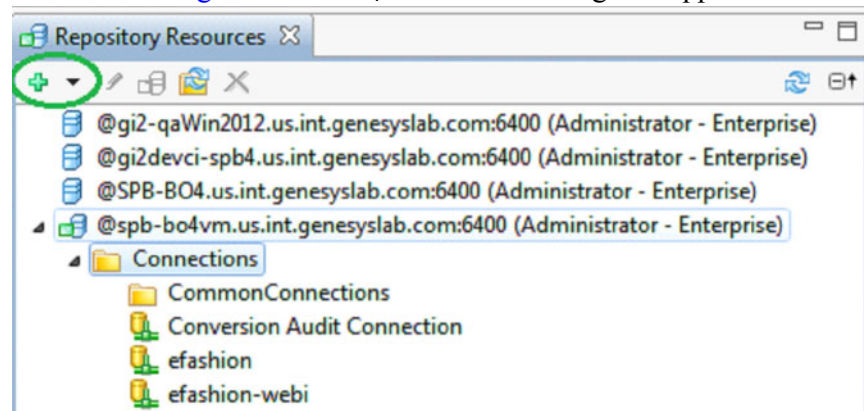 Repository Resources
@gi2-qaWin2012.us.int.genesyslab.com:6400 (Administrator - Enterprise)
@gi2devci-spb4.us.int.genesyslab.com:6400 (Administrator - Enterprise)
@SPB-BO4.us.int.genesyslab.com:6400 (Administrator - Enterprise)
@spb-bo4vm.us.int.genesyslab.com:6400 (Administrator - Enterprise)
Connections
CommonConnections
Conversion Audit Connection
efashion
efashion-webi